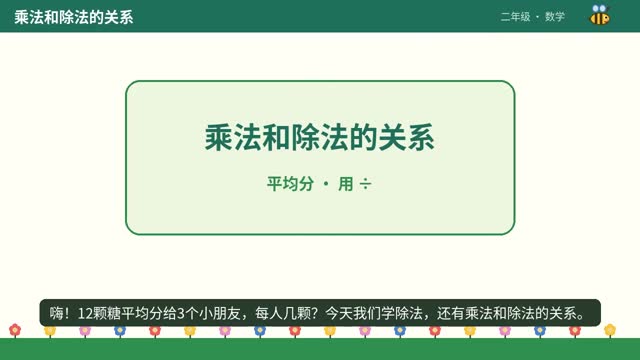 乘法和除法的关系
二年级 · 数学
乘法和除法的关系
平均分 · 用 ÷
嗨！12颗糖平均分给3个小朋友，每人几颗？今天我们学除法，还有乘法和除法的关系。